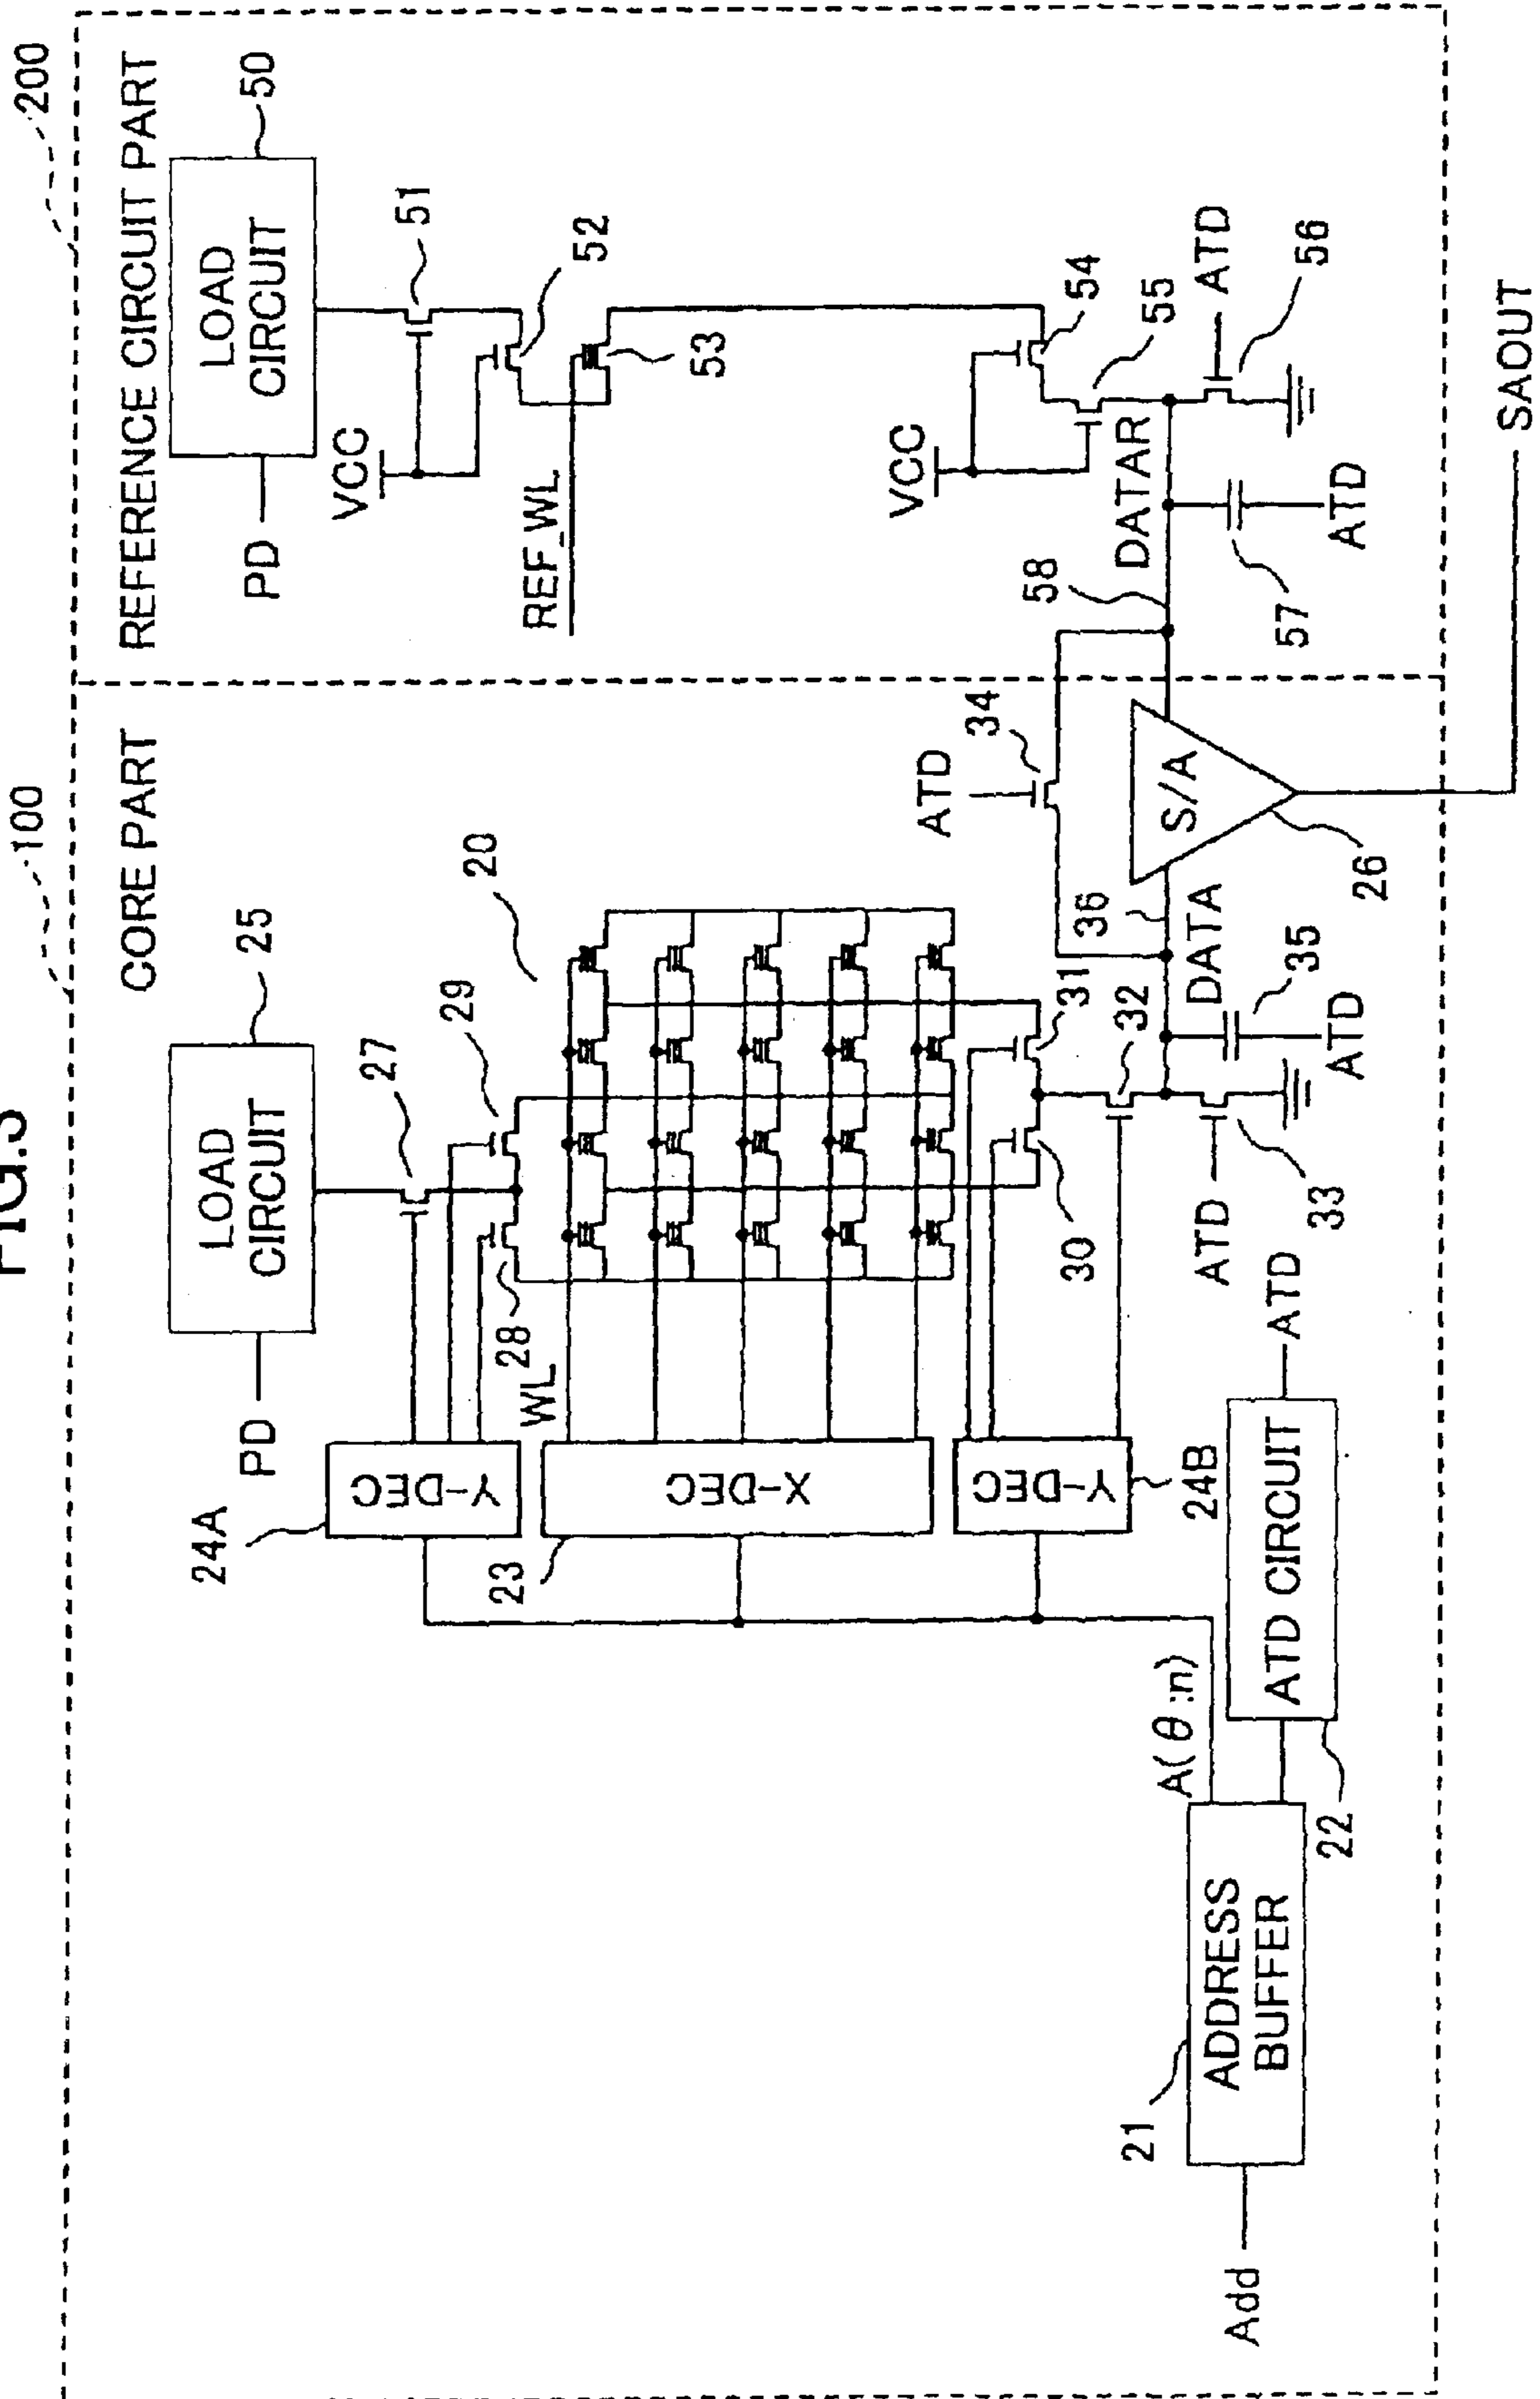 FIG.3
100
200
CORE PART
REFERENCE CIRCUIT PART
PD
LOAD
CIRCUIT
25
PD
LOAD
CIRCUIT
50
24A
Y-DEC
27
29
28
20
VCC
51
52
WL
23
X-DEC
REF_WL
53
Y-DEC
24B
30
31
32
ATD
34
VCC
54
55
36
DATA
58
DATAR
S/A
26
ATD
33
35
ATD
57
ATD
ATD
56
SAOUT
Add
21
ADDRESS
BUFFER
A(θ:n)
22
ATD CIRCUIT
ATD